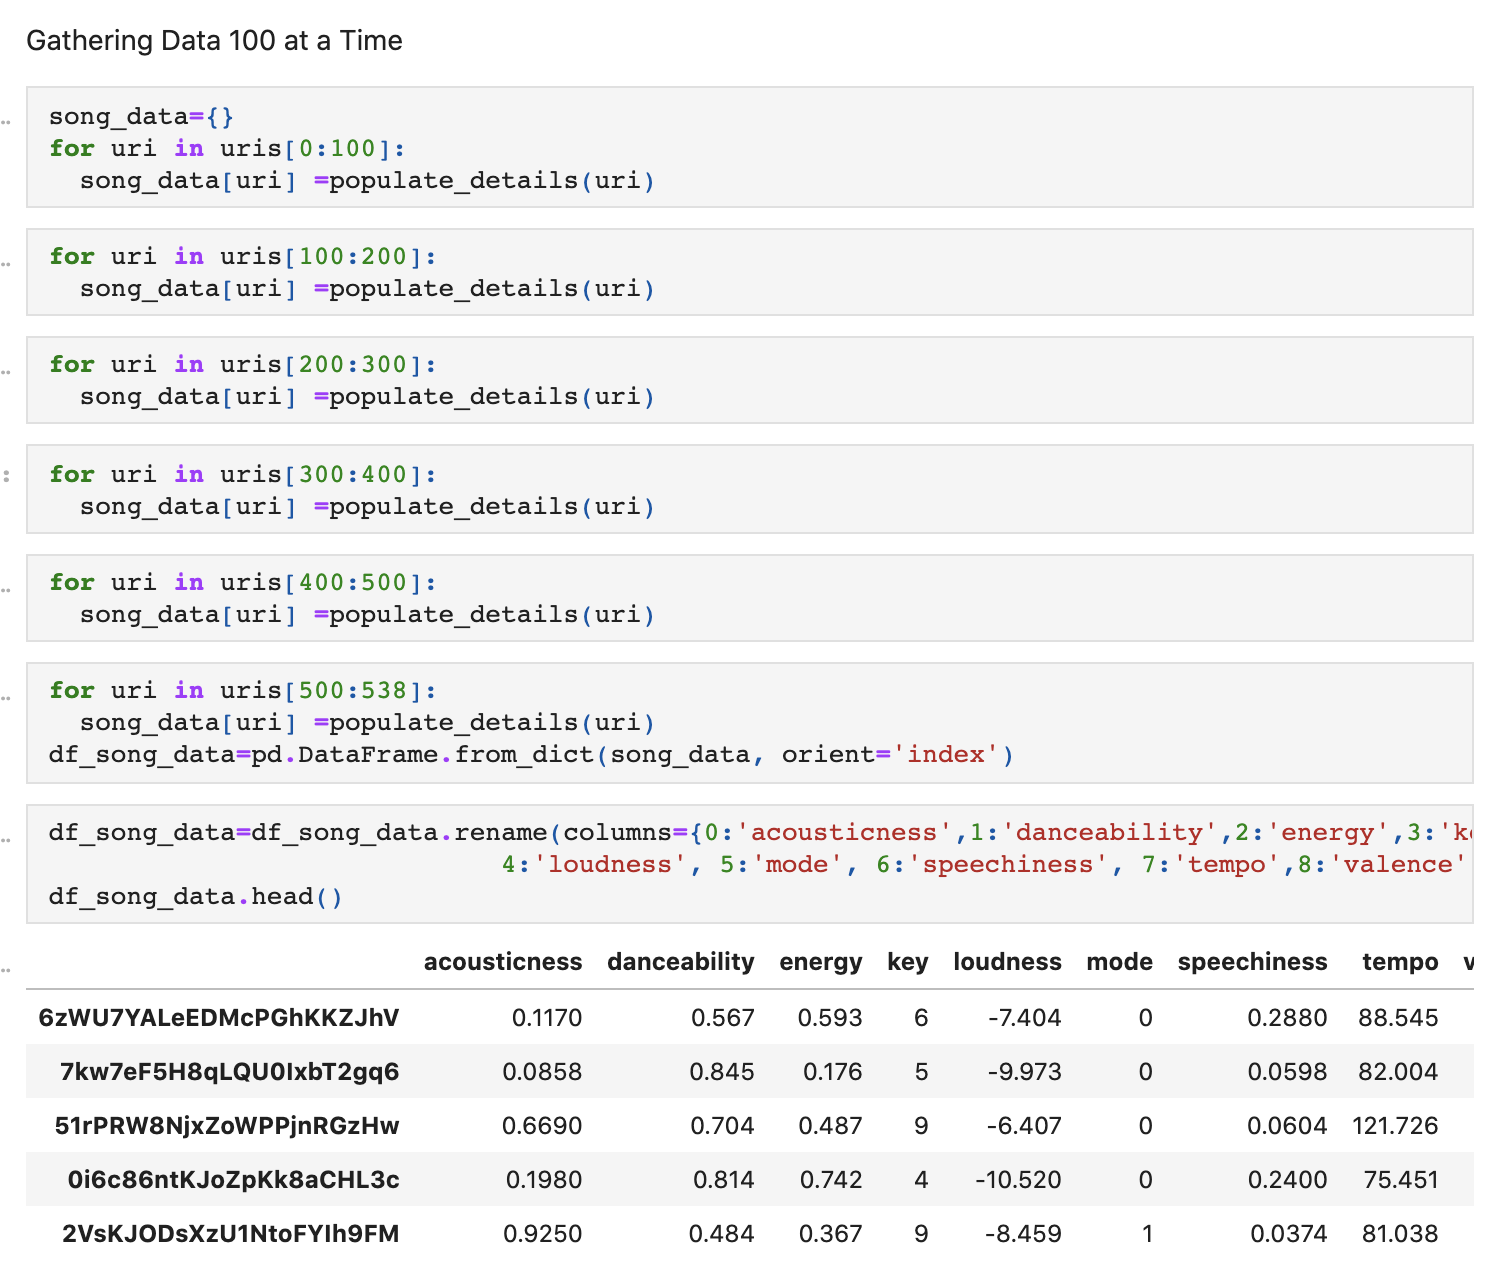 Gathering Data 100 at a Time
song_data={}
for uri in uris[0:100]:
  song_data[uri] =populate_details(uri)
for uri in uris[100:200]:
  song_data[uri] =populate_details(uri)
for uri in uris[200:300]:
  song_data[uri] =populate_details(uri)
for uri in uris[300:400]:
  song_data[uri] =populate_details(uri)
for uri in uris[400:500]:
  song_data[uri] =populate_details(uri)
for uri in uris[500:538]:
  song_data[uri] =populate_details(uri)
df_song_data=pd.DataFrame.from_dict(song_data, orient='index')
df_song_data=df_song_data.rename(columns={0:'acousticness',1:'danceability',2:'energy',3:'k
4:'loudness', 5:'mode', 6:'speechiness', 7:'tempo',8:'valence'
df_song_data.head()
acousticness danceability energy key loudness mode speechiness tempo v
6zWU7YALeEDMcPGhKKZJhV 0.1170 0.567 0.593 6 -7.404 0 0.2880 88.545
7kw7eF5H8qLQU0IxbT2gq6 0.0858 0.845 0.176 5 -9.973 0 0.0598 82.004
51rPRW8NjxZoWPPjnRGzHw 0.6690 0.704 0.487 9 -6.407 0 0.0604 121.726
0i6c86ntKJoZpKk8aCHL3c 0.1980 0.814 0.742 4 -10.520 0 0.2400 75.451
2VsKJODsXzU1NtoFYIh9FM 0.9250 0.484 0.367 9 -8.459 1 0.0374 81.038